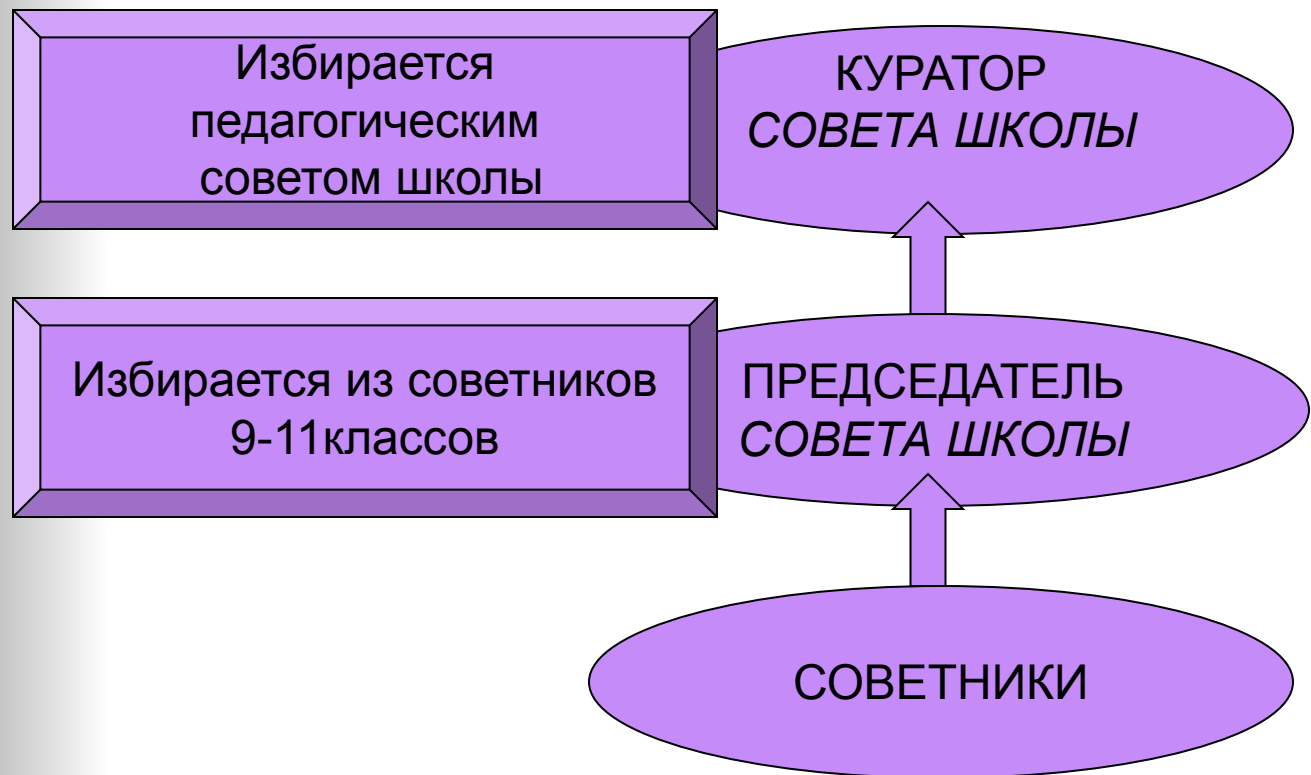 Избирается
педагогическим
советом школы
КУРАТОР
СОВЕТА ШКОЛЫ
Избирается из советников
9-11классов
ПРЕДСЕДАТЕЛЬ
СОВЕТА ШКОЛЫ
СОВЕТНИКИ